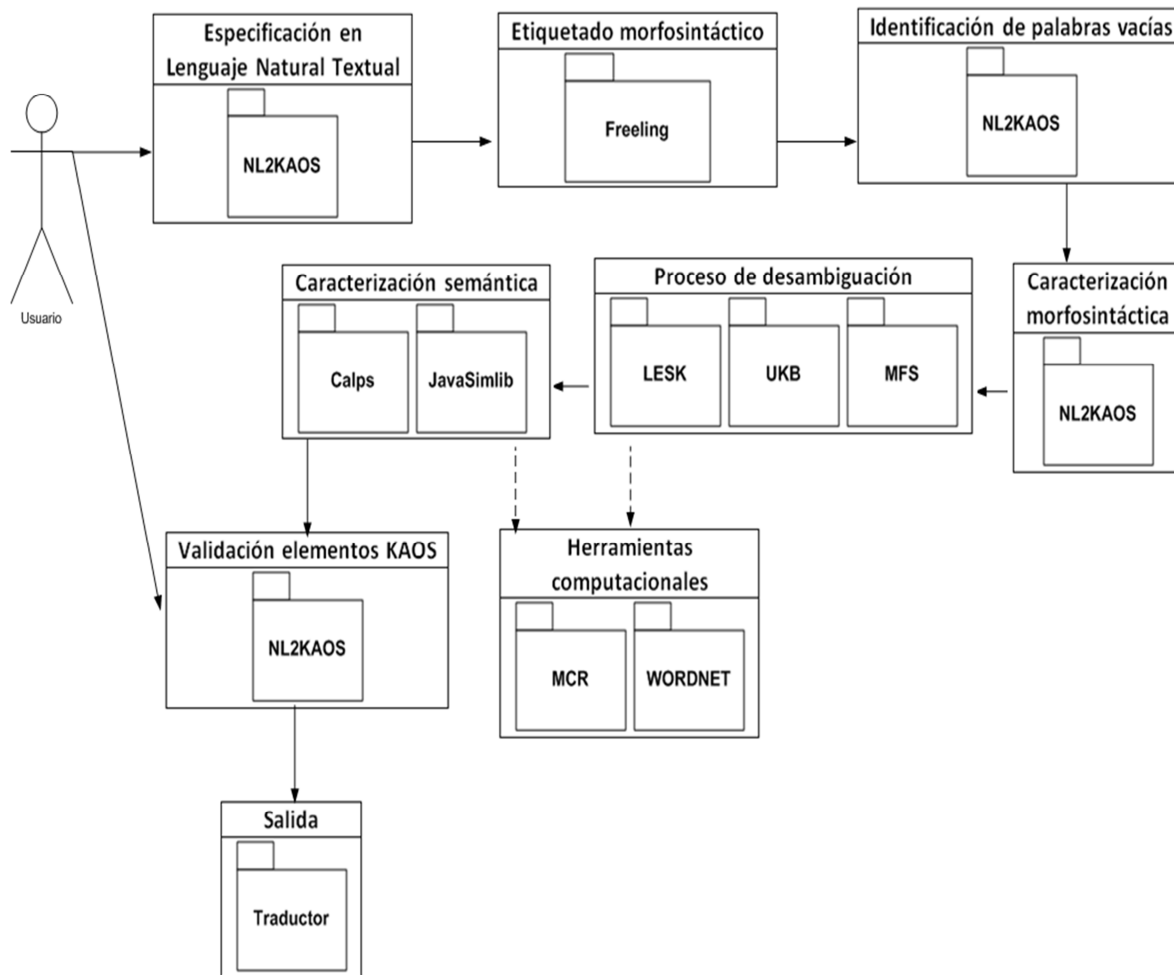 Especificación en
Lenguaje Natural Textual
NL2KAOS
Etiquetado morfosintáctico
Freeling
Identificación de palabras vacías
NL2KAOS
Usuario
Caracterización
morfosintáctica
NL2KAOS
Proceso de desambiguación
LESK
UKB
MFS
Caracterización semántica
Calps
JavaSimlib
Herramientas
computacionales
MCR
WORDNET
Validación elementos KAOS
NL2KAOS
Salida
Traductor